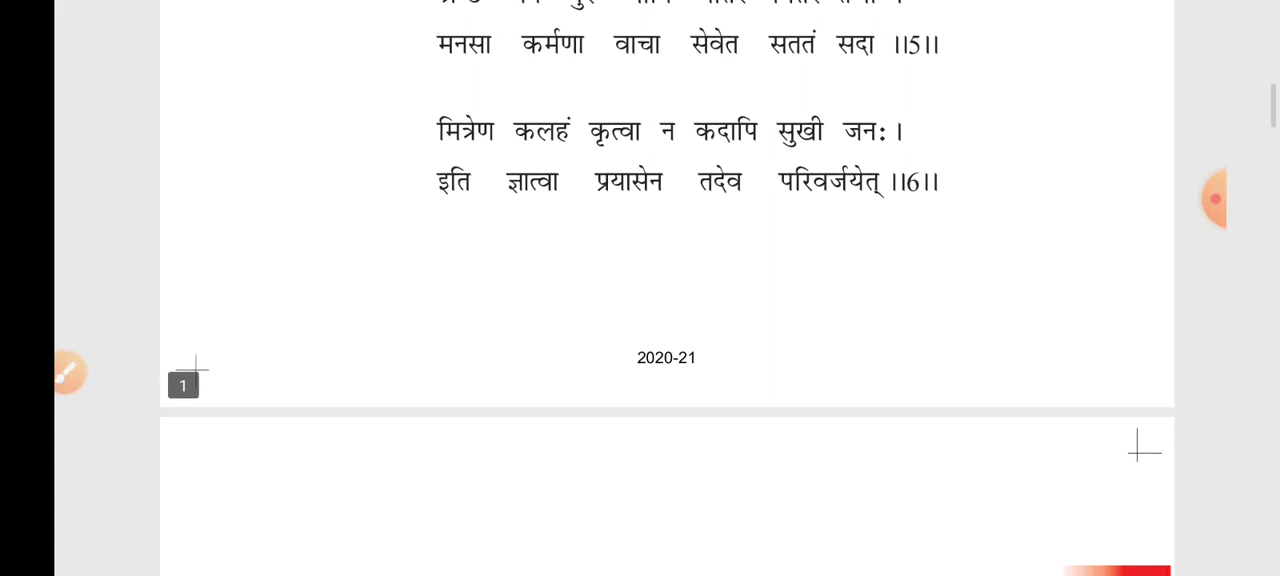 मनसा कर्मणा वाचा सेवेत सततं सदा ।।5।।
मित्रेण कलहं कृत्वा न कदापि सुखी जनः ।
इति ज्ञात्वा प्रयासेन तदेव परिवर्जयेत् ।।6।।
2020-21
1